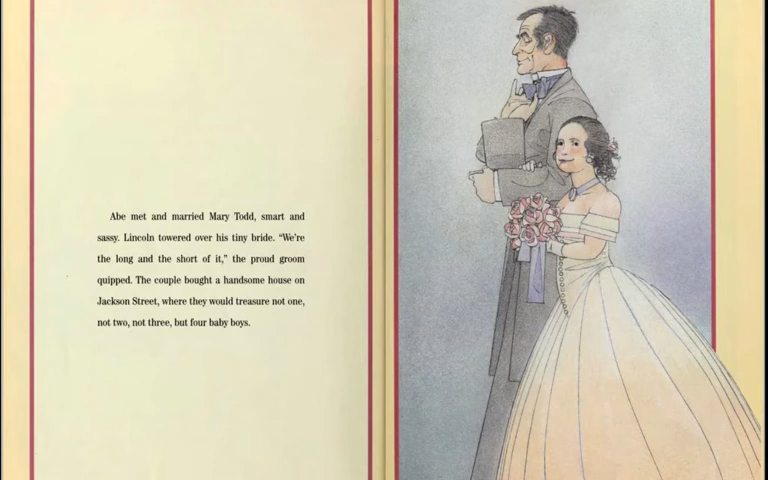 Abe met and married Mary Todd, smart and
sassy. Lincoln towered over his tiny bride. “We’re
the long and the short of it,” the proud groom
quipped. The couple bought a handsome house on
Jackson Street, where they would treasure not one,
not two, not three, but four baby boys.